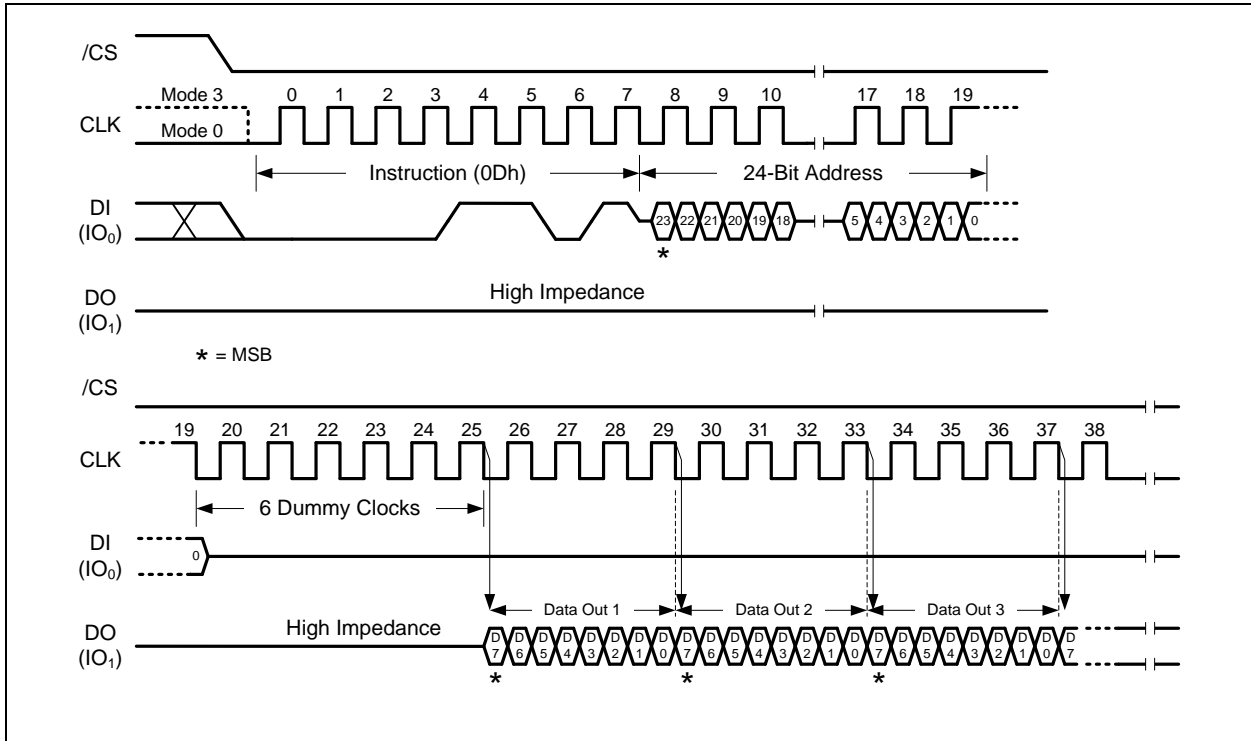 /CS
Mode 3
0 1 2 3 4 5 6 7 8 9 10 17 18 19
CLK
Mode 0
Instruction (0Dh)
24-Bit Address
DI
(IO0)
23 22 21 20 19 18 5 4 3 2 1 0
*
High Impedance
DO
(IO1)
* = MSB
/CS
19 20 21 22 23 24 25 26 27 28 29 30 31 32 33 34 35 36 37 38
CLK
6 Dummy Clocks
DI
(IO0)
0
Data Out 1
Data Out 2
Data Out 3
High Impedance
DO
(IO1)
D7 D6 D5 D4 D3 D2 D1 D0 D7 D6 D5 D4 D3 D2 D1 D0 D7 D6 D5 D4 D3 D2 D1 D0 D7
* * *